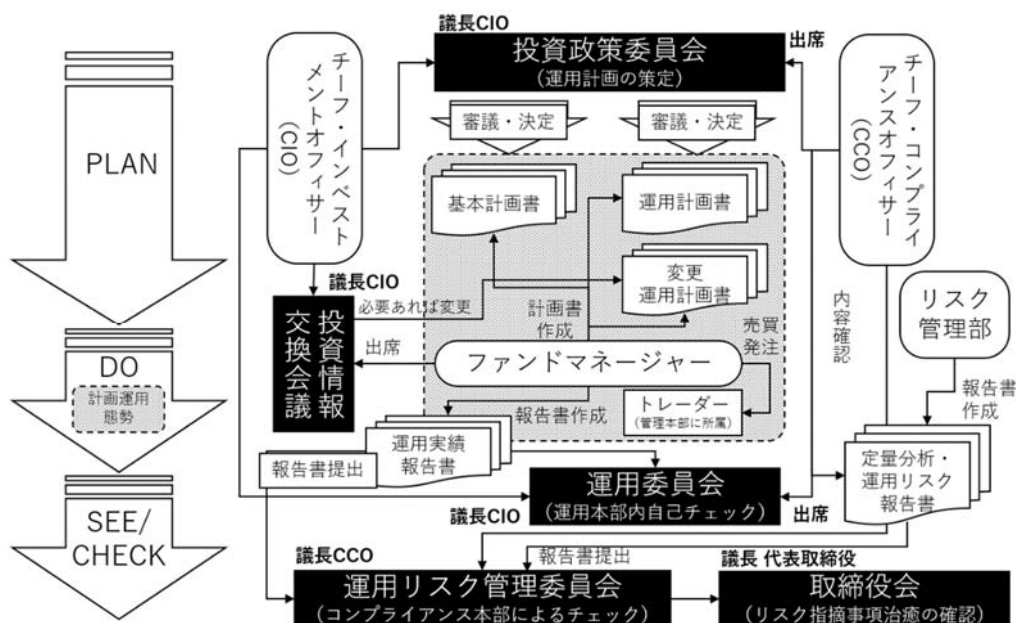 PLAN
DO
計画運用
態勢
SEE/
CHECK
議長CIO
投資政策委員会
(運用計画の策定)
出席
チーフ・インベスト
メントオフィサー
(CIO)
チーフ・コンプライ
アンスオフィサー
(CCO)
審議・決定
審議・決定
基本計画書
運用計画書
変更
運用計画書
議長CIO
必要あれば変更
投資情報
交換会議
出席
計画書
作成
売買
発注
ファンドマネージャー
報告書作成
トレーダー
(管理本部に所属)
内容確認
リスク
管理部
報告書
作成
運用実績
報告書
報告書提出
定量分析・
運用リスク
報告書
運用委員会
(運用本部内自己チェック)
議長CIO
出席
議長CCO
報告書提出
運用リスク管理委員会
(コンプライアンス本部によるチェック)
議長 代表取締役
取締役会
(リスク指摘事項治癒の確認)